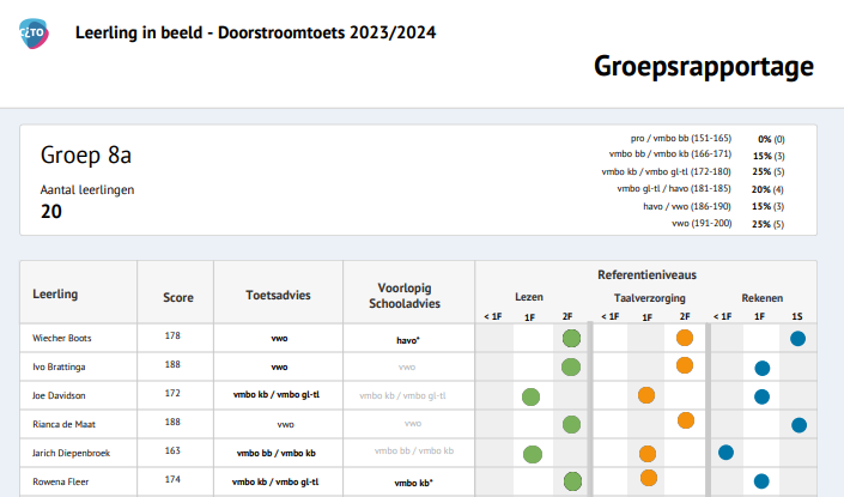 CiTO
Leerling in beeld - Doorstroomtoets 2023/2024
Groepsrapportage
Groep 8a
Aantal leerlingen
20
pro / vmbo bb (151-165) 0% (0)
vmbo bb / vmbo kb (166-171) 15% (3)
vmbo kb / vmbo gl-tl (172-180) 25% (5)
vmbo gl-tl / havo (181-185) 20% (4)
havo / vwo (186-190) 15% (3)
vwo (191-200) 25% (5)
Leerling Score Toetsadvies Voorlopig Schooladvies Referentieniveaus
Lezen Taalverzorging Rekenen
< 1F 1F 2F < 1F 1F 2F < 1F 1F 1S
Wiecher Boots 178 vwo havo*
Ivo Brattinga 188 vwo vwo
Joe Davidson 172 vmbo kb / vmbo gl-tl vmbo kb / vmbo gl-tl
Rianca de Maat 188 vwo vwo
Jarich Diepenbroek 163 vmbo bb / vmbo kb vmbo bb / vmbo kb
Rowena Fleer 174 vmbo kb / vmbo gl-tl vmbo kb*